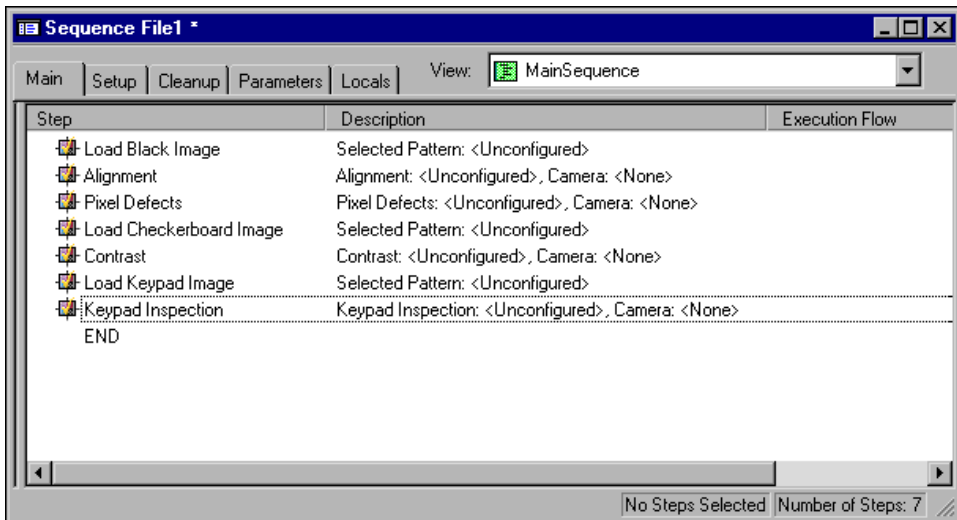 Sequence File1 *
Main Setup Cleanup Parameters Locals View: MainSequence
Step Description Execution Flow
Load Black Image Selected Pattern: <Unconfigured>
Alignment Alignment: <Unconfigured>, Camera: <None>
Pixel Defects Pixel Defects: <Unconfigured>, Camera: <None>
Load Checkerboard Image Selected Pattern: <Unconfigured>
Contrast Contrast: <Unconfigured>, Camera: <None>
Load Keypad Image Selected Pattern: <Unconfigured>
Keypad Inspection Keypad Inspection: <Unconfigured>, Camera: <None>
END
No Steps Selected Number of Steps: 7